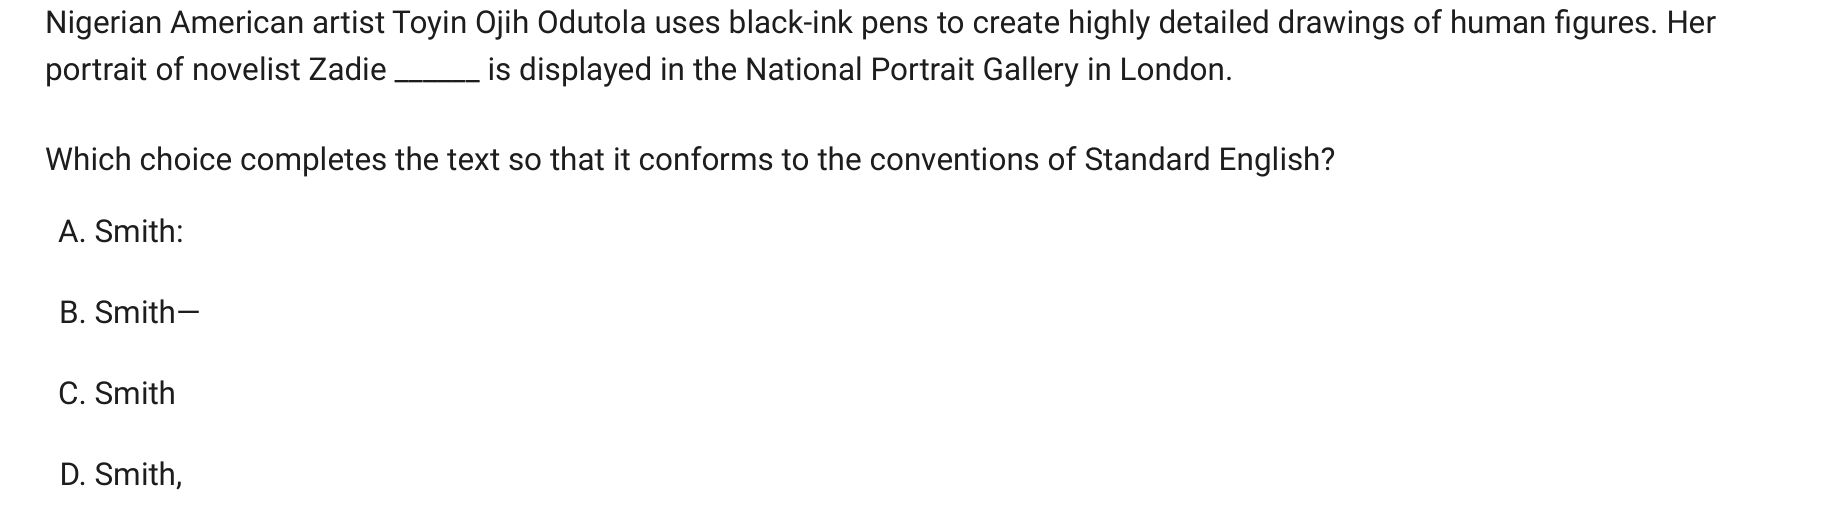 Nigerian American artist Toyin Ojih Odutola uses black-ink pens to create highly detailed drawings of human figures. Her
portrait of novelist Zadie ______ is displayed in the National Portrait Gallery in London.
Which choice completes the text so that it conforms to the conventions of Standard English?
A. Smith:
B. Smith—
C. Smith
D. Smith,